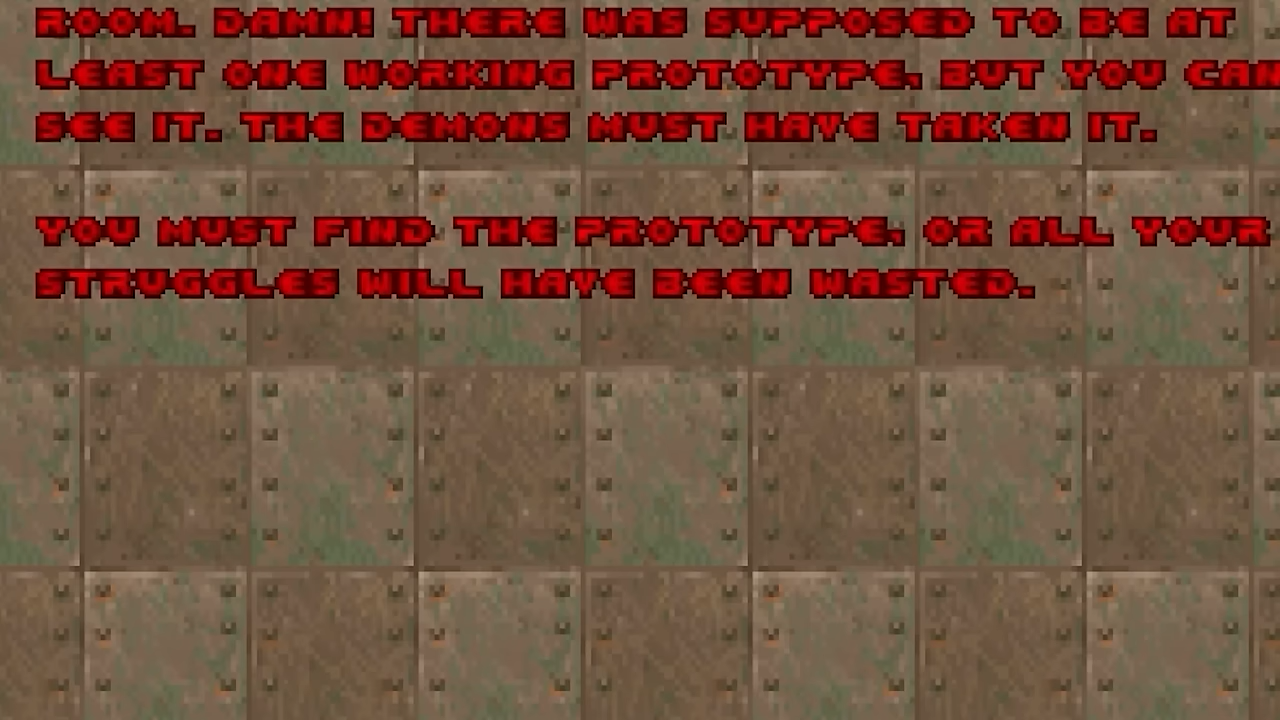 ROOM. DAMN! THERE WAS SUPPOSED TO BE AT
LEAST ONE WORKING PROTOTYPE, BUT YOU CAN
SEE IT. THE DEMONS MUST HAVE TAKEN IT.
YOU MUST FIND THE PROTOTYPE, OR ALL YOUR
STRUGGLES WILL HAVE BEEN WASTED.